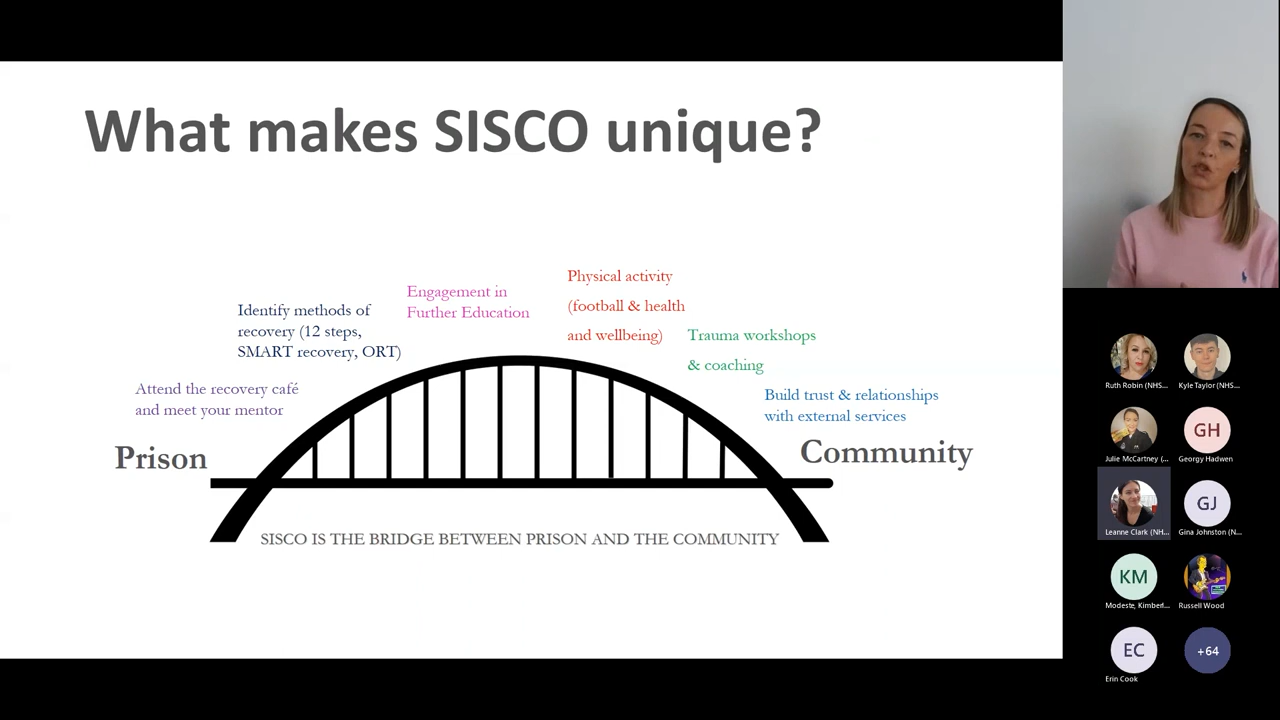 What makes SISCO unique?
Physical activity
(football & health
and wellbeing)
Engagement in
Further Education
Identify methods of
recovery (12 steps,
SMART recovery, ORT)
Trauma workshops
& coaching
Attend the recovery café
and meet your mentor
Build trust & relationships
with external services
Prison
Community
SISCO IS THE BRIDGE BETWEEN PRISON AND THE COMMUNITY
Ruth Robin (NHS...
Kyle Taylor (NHS...
Julie McCartney (...
GH
Georgy Hadwen
Leanne Clark (NH...
GJ
Gina Johnston (N...
KM
Modeste, Kimberl...
Russell Wood
EC
Erin Cook
+64